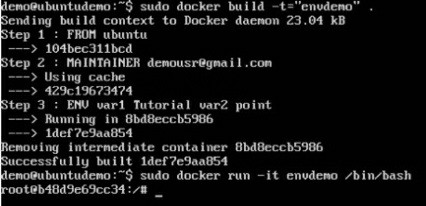 demo@ubuntudemo:~$ sudo docker build -t="envdemo" .
Sending build context to Docker daemon 23.04 kB
Step 1 : FROM ubuntu
---> 104bec311bcd
Step 2 : MAINTAINER demousr@gmail.com
---> Using cache
---> 429c19673474
Step 3 : ENV var1 Tutorial var2 point
---> Running in 8bd8eccb5986
---> 1def7e9aa854
Removing intermediate container 8bd8eccb5986
Successfully built 1def7e9aa854
demo@ubuntudemo:~$ sudo docker run -it envdemo /bin/bash
root@b48d9e69cc34:/# _